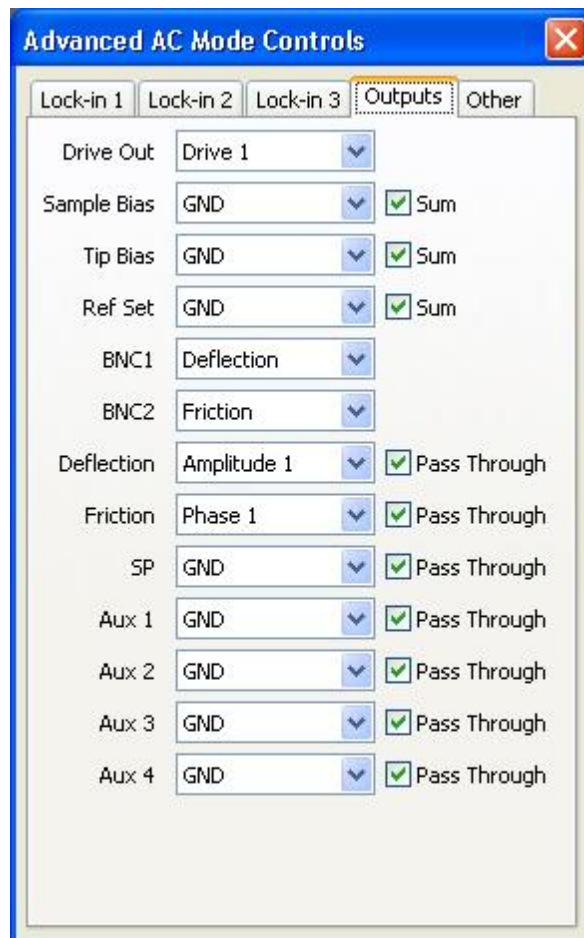 Advanced AC Mode Controls
Lock-in 1 Lock-in 2 Lock-in 3 Outputs Other
Drive Out Drive 1
Sample Bias GND Sum
Tip Bias GND Sum
Ref Set GND Sum
BNC1 Deflection
BNC2 Friction
Deflection Amplitude 1 Pass Through
Friction Phase 1 Pass Through
SP GND Pass Through
Aux 1 GND Pass Through
Aux 2 GND Pass Through
Aux 3 GND Pass Through
Aux 4 GND Pass Through